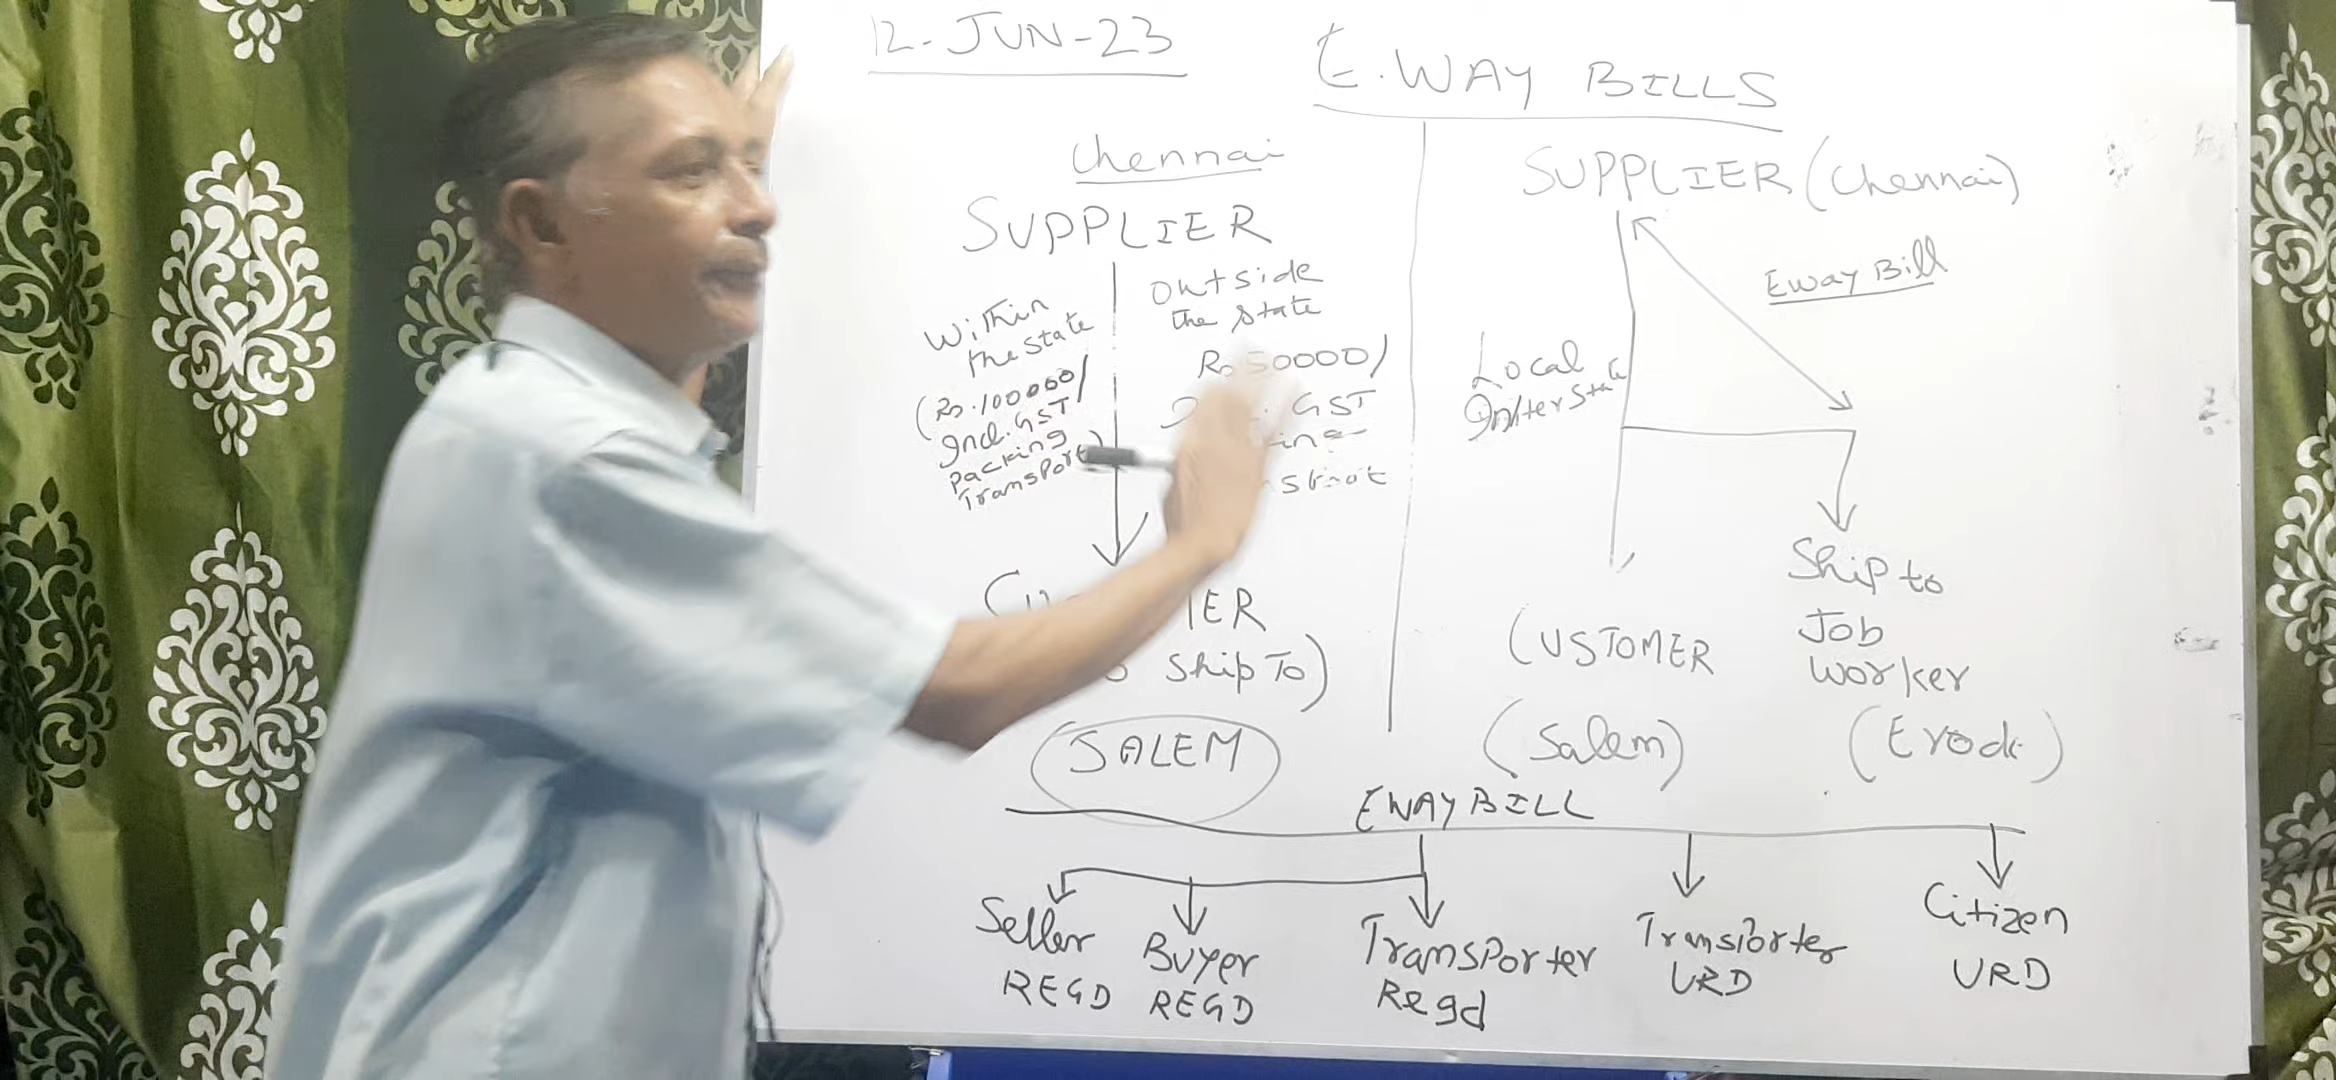 12-JUN-23
E.WAY BILLS
Chennai
SUPPLIER
Within
the state
(Rs.100000/
Incl.GST
Packing
Transport)
Outside
the state
Rs 50000/
GST
Ship To)
SALEM
SUPPLIER (Chennai)
Eway Bill
Local
CUSTOMER
(Salem)
Ship to
Job
Worker
(Erode)
EWAY BILL
Seller
REGD
Buyer
REGD
Transporter
Regd
Transporter
URD
Citizen
URD